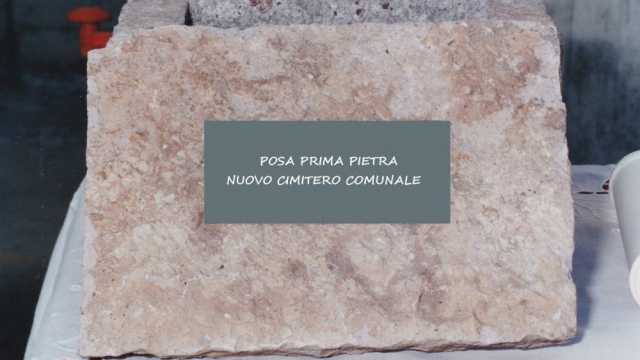 POSA PRIMA PIETRA
NUOVO CIMITERO COMUNALE